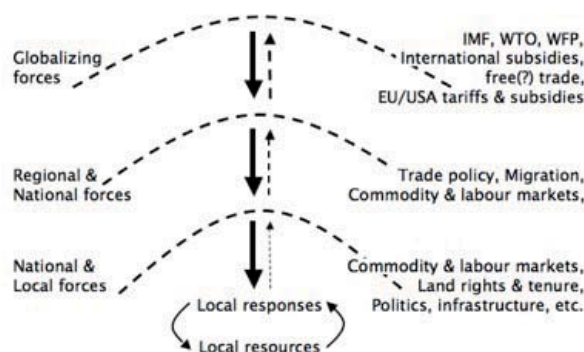 Globalizing
forces
IMF, WTO, WFP,
International subsidies,
free(?) trade,
EU/USA tariffs & subsidies
Regional &
National forces
Trade policy, Migration,
Commodity & labour markets,
National &
Local forces
Commodity & labour markets,
Land rights & tenure,
Politics, infrastructure, etc.
Local responses
Local resources